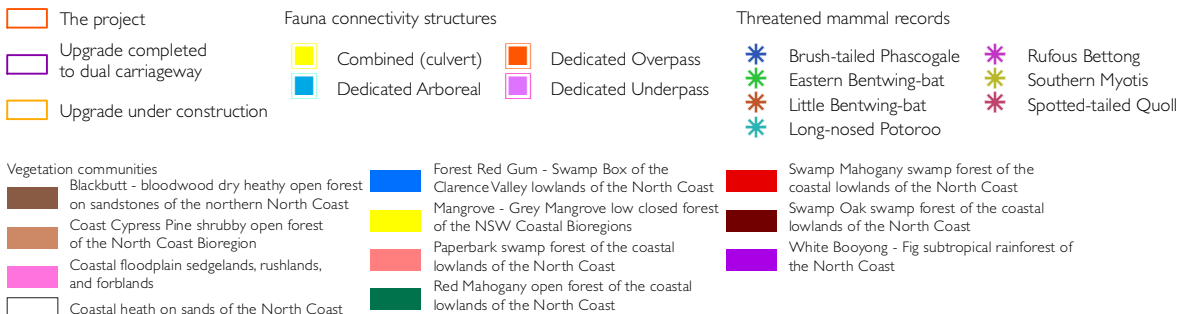 The project
Upgrade completed
to dual carriageway
Upgrade under construction
Fauna connectivity structures
Combined (culvert)
Dedicated Arboreal
Dedicated Overpass
Dedicated Underpass
Threatened mammal records
Brush-tailed Phascogale
Eastern Bentwing-bat
Little Bentwing-bat
Long-nosed Potoroo
Rufous Bettong
Southern Myotis
Spotted-tailed Quoll
Vegetation communities
Blackbutt - bloodwood dry heathy open forest
on sandstones of the northern North Coast
Coast Cypress Pine shrubby open forest
of the North Coast Bioregion
Coastal floodplain sedgelands, rushlands,
and forblands
Coastal heath on sands of the North Coast
Forest Red Gum - Swamp Box of the
Clarence Valley lowlands of the North Coast
Mangrove - Grey Mangrove low closed forest
of the NSW Coastal Bioregions
Paperbark swamp forest of the coastal
lowlands of the North Coast
Red Mahogany open forest of the coastal
lowlands of the North Coast
Swamp Mahogany swamp forest of the
coastal lowlands of the North Coast
Swamp Oak swamp forest of the coastal
lowlands of the North Coast
White Booyong - Fig subtropical rainforest of
the North Coast